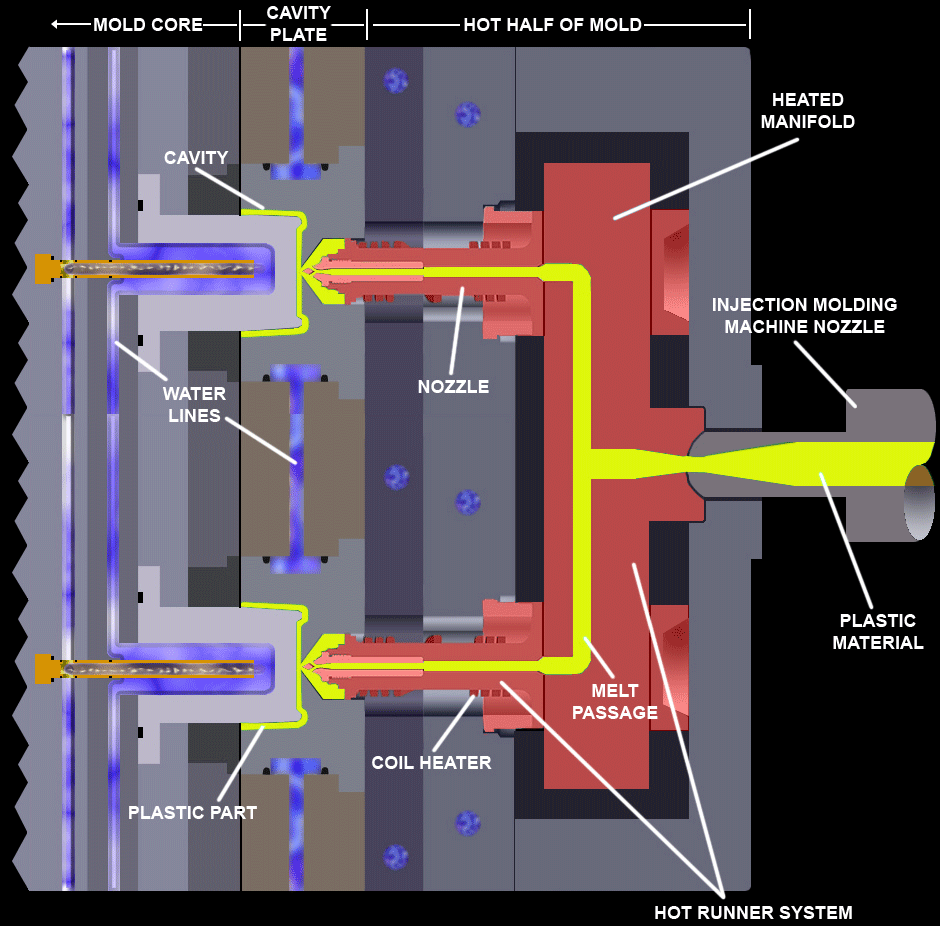 MOLD CORE
CAVITY
PLATE
HOT HALF OF MOLD
HEATED
MANIFOLD
CAVITY
INJECTION MOLDING
MACHINE NOZZLE
NOZZLE
WATER
LINES
PLASTIC
MATERIAL
MELT
PASSAGE
COIL HEATER
PLASTIC PART
HOT RUNNER SYSTEM